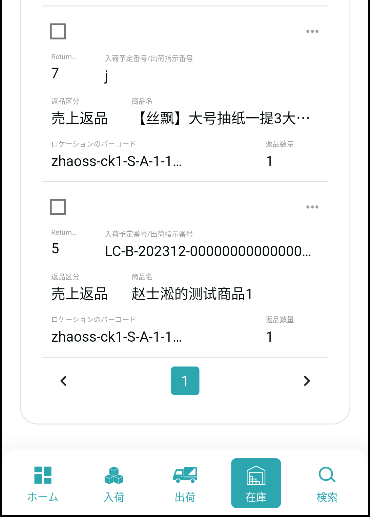 Return...
入荷予定番号/出荷指示番号
7
j
返品区分
商品名
売上返品
【丝飘】大号抽纸一提3大...
ロケーションのバーコード
返品数量
zhaoss-ck1-S-A-1-1...
1
Return...
入荷予定番号/出荷指示番号
5
LC-B-202312-00000000000000...
返品区分
商品名
売上返品
赵士淞的测试商品1
ロケーションのバーコード
返品数量
zhaoss-ck1-S-A-1-1...
1
1
ホーム
入荷
出荷
在庫
検索